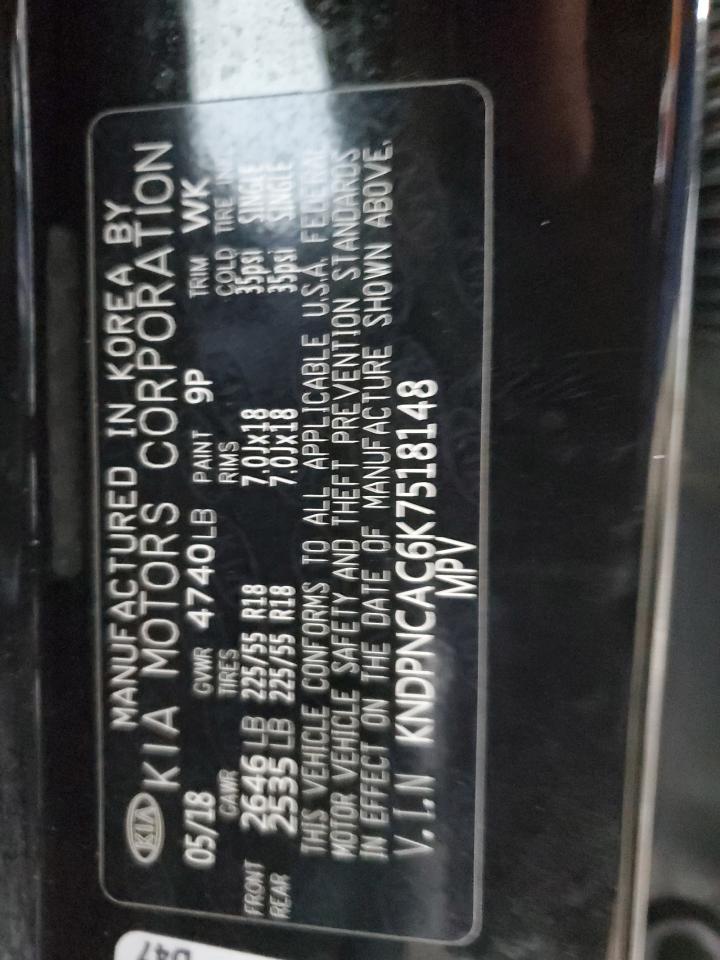 KIA
MANUFACTURED IN KOREA BY
KIA MOTORS CORPORATION
05/18 GVWR 4740LB PAINT 9P TRIM WK
GAWR TIRES RIMS COLD TIRE
FRONT 2646LB 225/55 R18 7.0Jx18 35psi SINGLE
REAR 2535LB 225/55 R18 7.0Jx18 35psi SINGLE
THIS VEHICLE CONFORMS TO ALL APPLICABLE U.S.A. FEDERAL
MOTOR VEHICLE SAFETY AND THEFT PREVENTION STANDARDS
IN EFFECT ON THE DATE OF MANUFACTURE SHOWN ABOVE.
V.I.N KNDPNCAC6K7518148
MPV